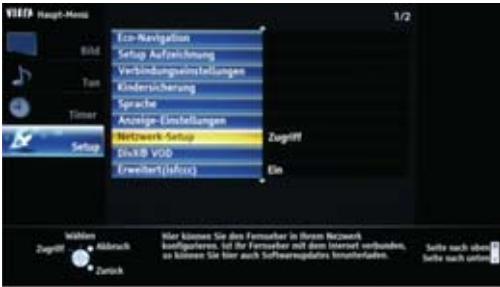 VIERA Haupt-Menü
1/2
Bild
Ton
Timer
Setup
Eco-Navigation
Setup Aufzeichnung
Verbindungseinstellungen
Kindersicherung
Sprache
Anzeige-Einstellungen
Netzwerk-Setup Zugriff
DivX® VOD
Erweitert(isfccc) Ein
Wählen
Zugriff
Abbruch
Zurück
Hier können Sie den Fernseher in Ihrem Netzwerk
konfigurieren. Ist Ihr Fernseher mit dem Internet verbunden,
so können Sie hier auch Softwareupdates herunterladen.
Seite nach oben
Seite nach unten